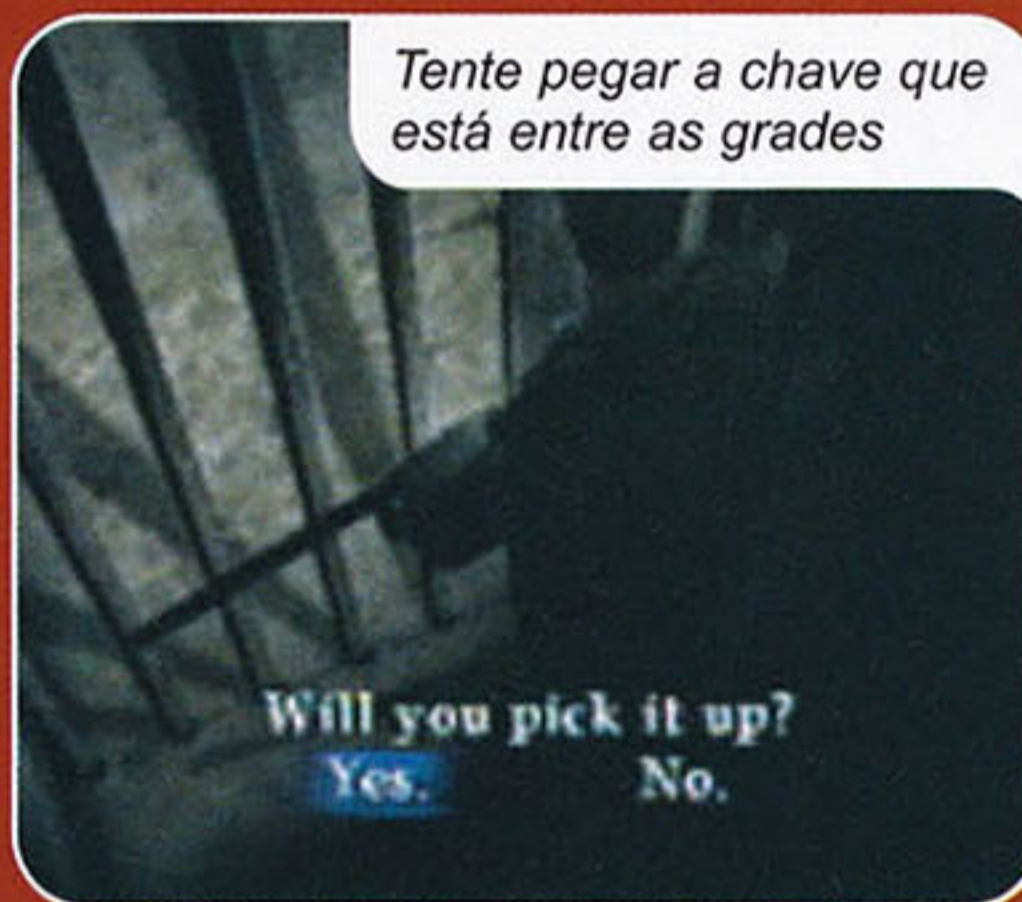 Tente pegar a chave que
está entre as grades
Will you pick it up?
Yes. No.